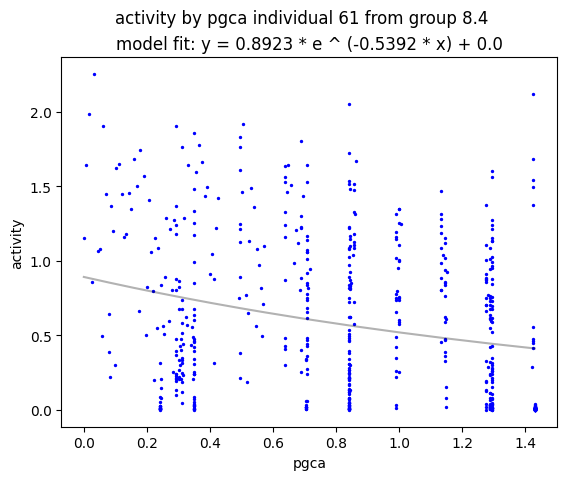 activity by pgca individual 61 from group 8.4
model fit: y = 0.8923 * e ^ (-0.5392 * x) + 0.0
2.0
1.5
1.0
0.5
0.0
activity
0.0 0.2 0.4 0.6 0.8 1.0 1.2 1.4
pgca